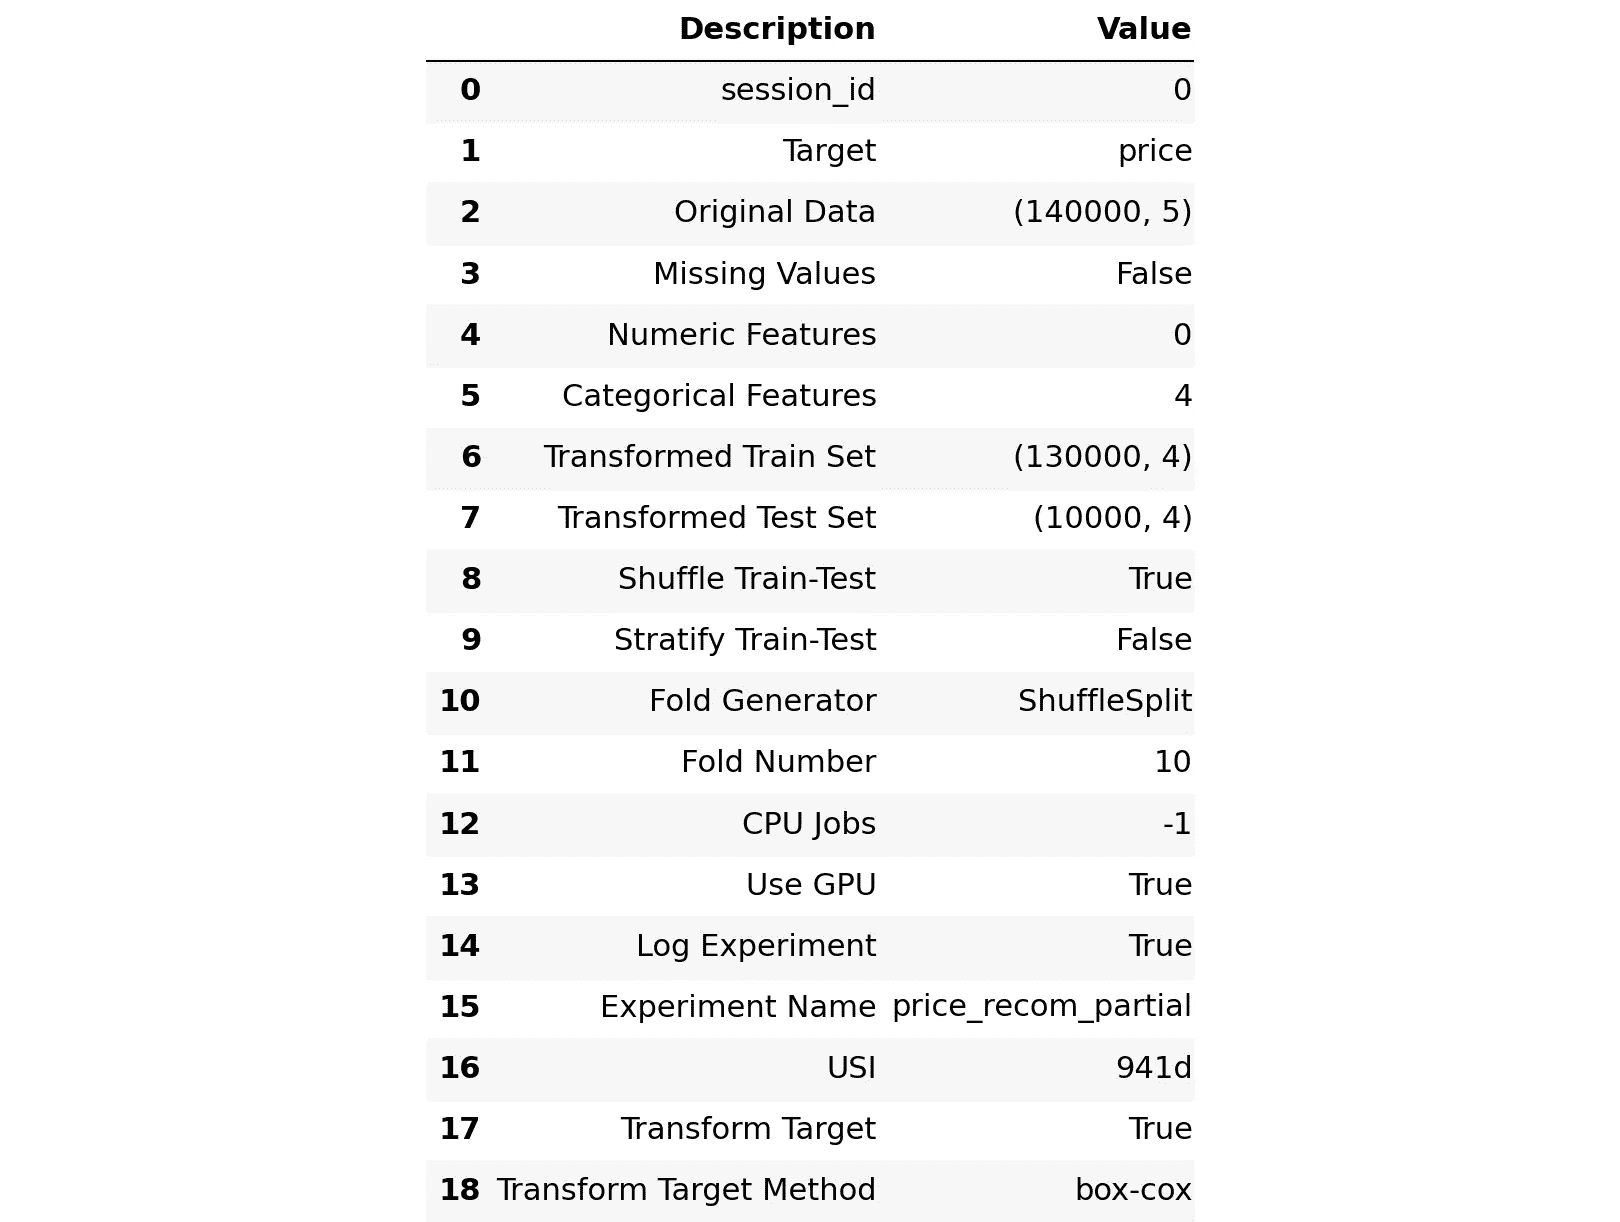 Description Value
0 session_id 0
1 Target price
2 Original Data (140000, 5)
3 Missing Values False
4 Numeric Features 0
5 Categorical Features 4
6 Transformed Train Set (130000, 4)
7 Transformed Test Set (10000, 4)
8 Shuffle Train-Test True
9 Stratify Train-Test False
10 Fold Generator ShuffleSplit
11 Fold Number 10
12 CPU Jobs -1
13 Use GPU True
14 Log Experiment True
15 Experiment Name price_recom_partial
16 USI 941d
17 Transform Target True
18 Transform Target Method box-cox